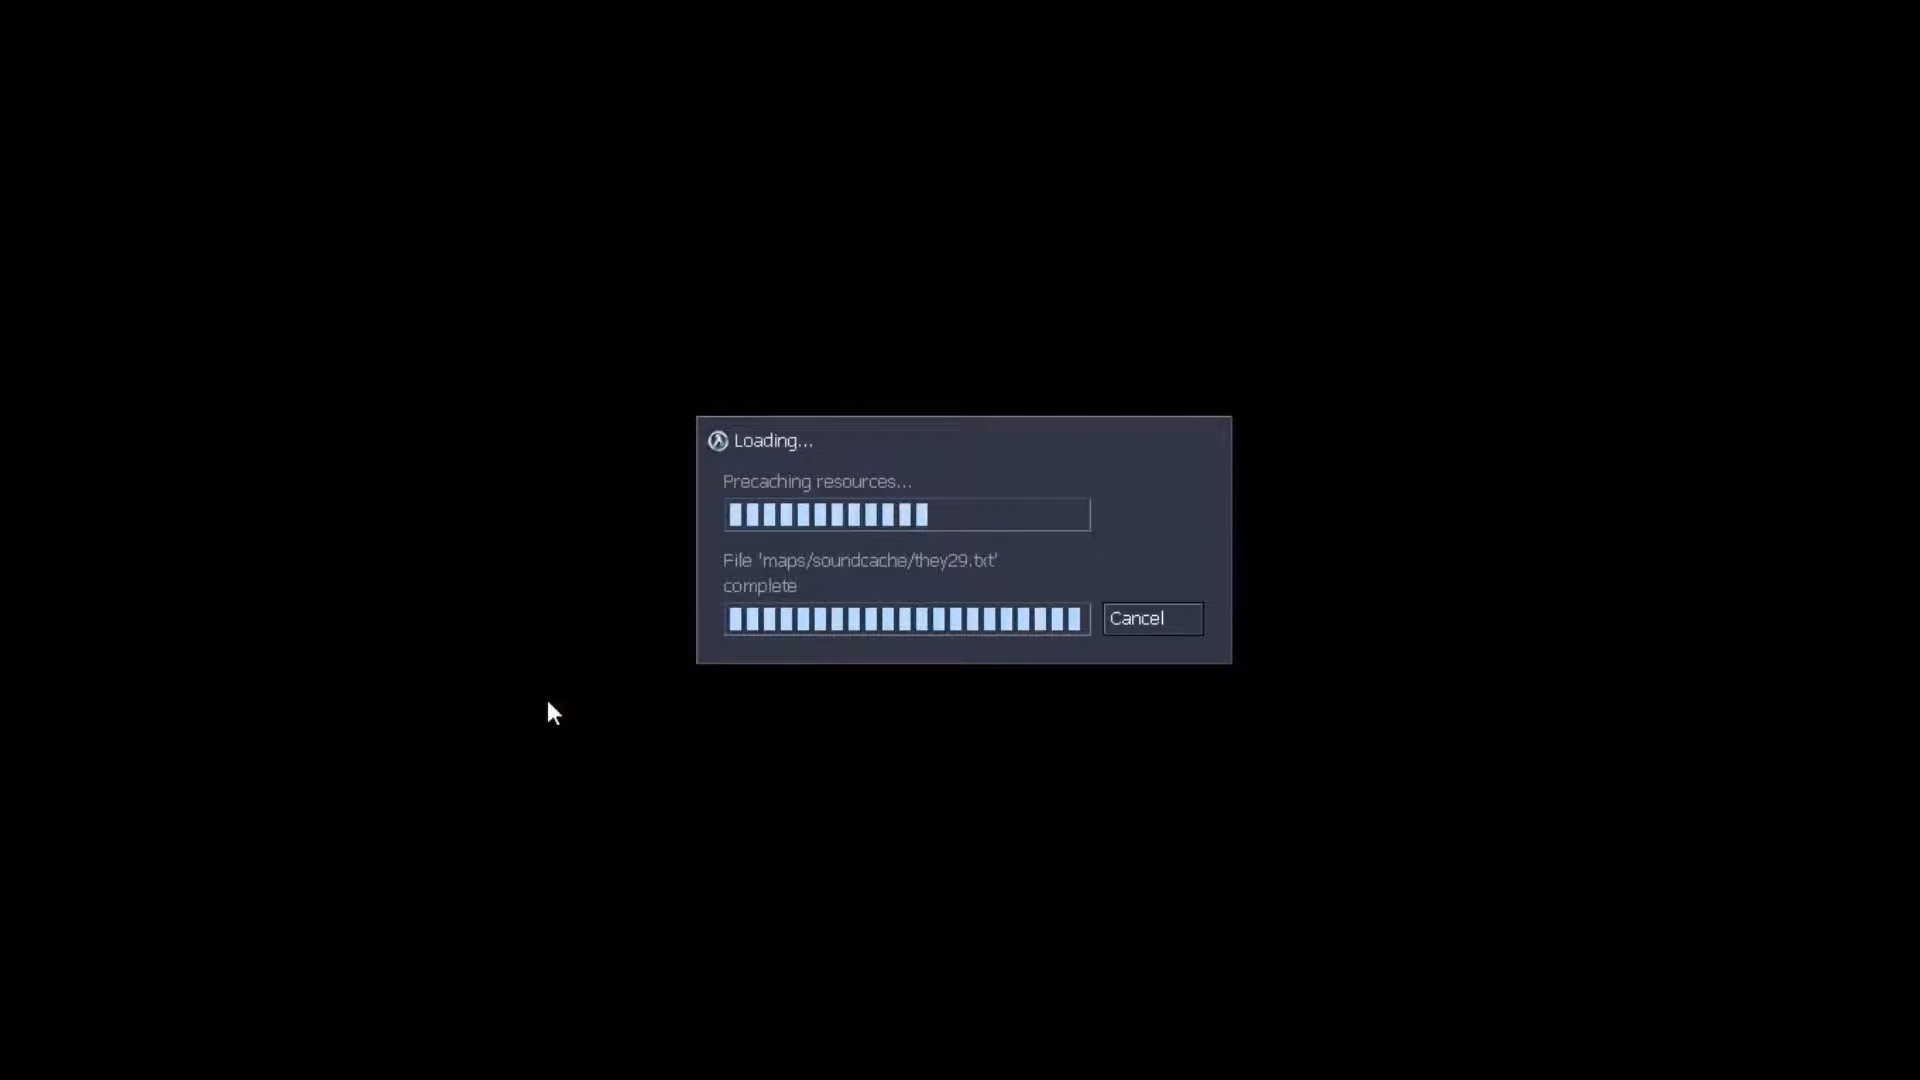 Loading...
Precaching resources...
File 'maps/soundcache/they29.txt'
complete
Cancel